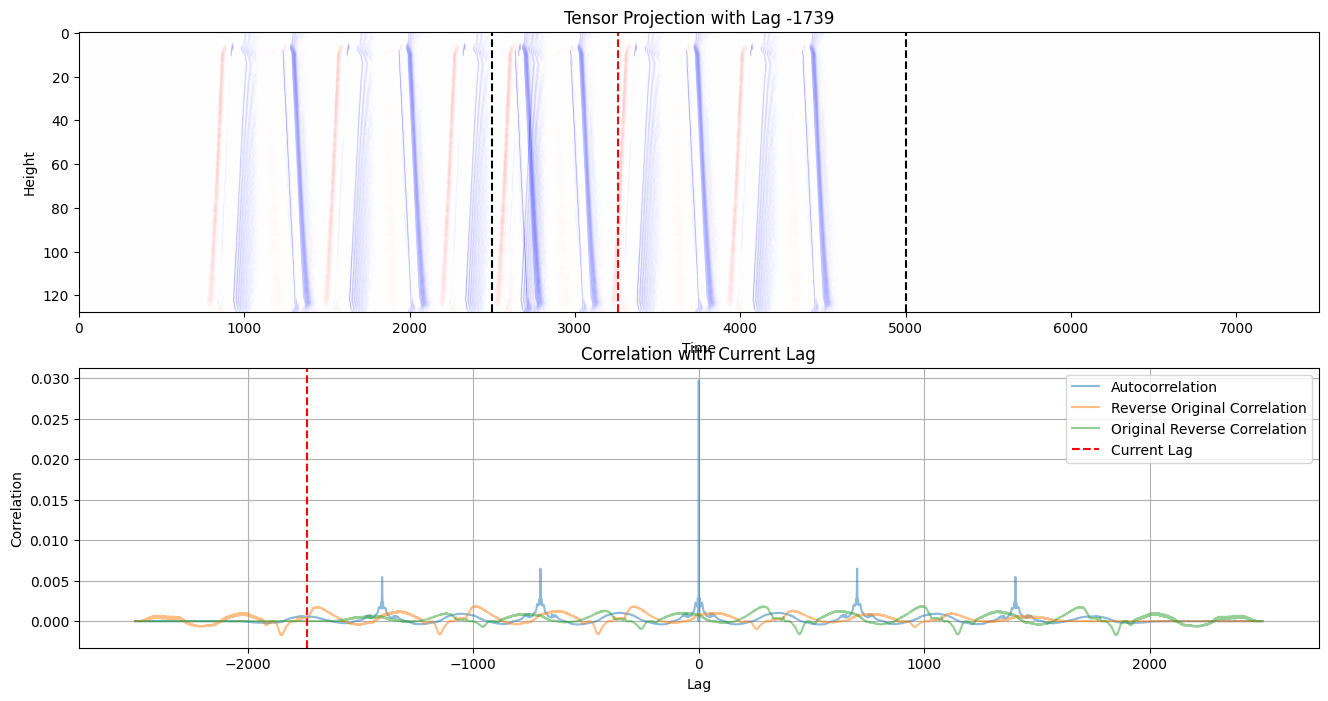 Tensor Projection with Lag -1739
0
20
40
60
80
100
120
Height
0 1000 2000 3000 4000 5000 6000 7000
Time
Correlation with Current Lag
0.030
0.025
0.020
0.015
0.010
0.005
0.000
Correlation
Autocorrelation
Reverse Original Correlation
Original Reverse Correlation
Current Lag
−2000 −1000 0 1000 2000
Lag